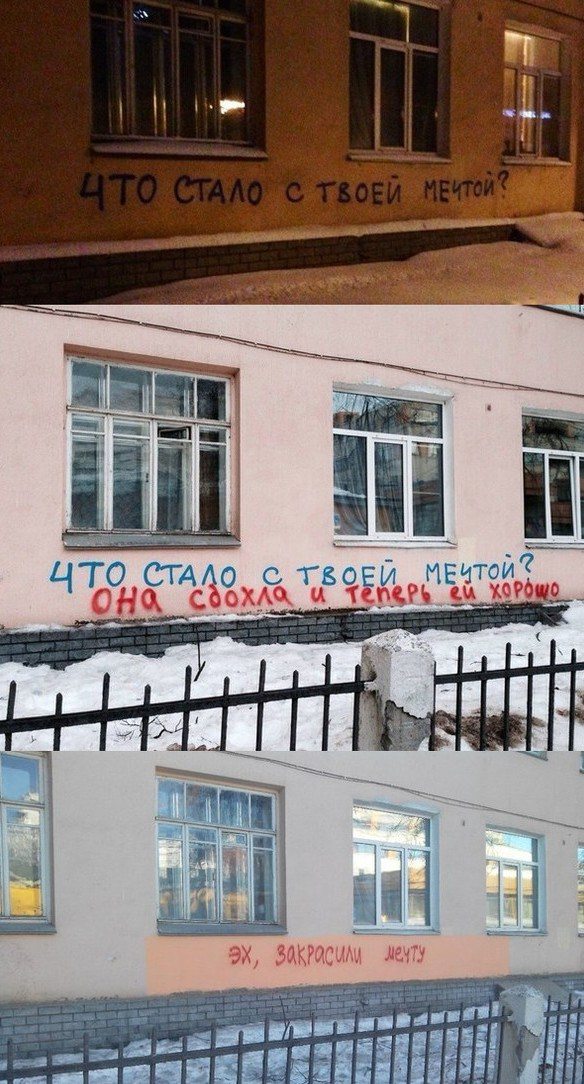 ЧТО СТАЛО С ТВОЕЙ МЕЧТОЙ?
ЧТО СТАЛО С ТВОЕЙ МЕЧТОЙ?
ОНА СДОХЛА И ТЕПЕРЬ ЕЙ ХОРОШО
ЭХ, ЗАКРАСИЛИ МЕЧТУ